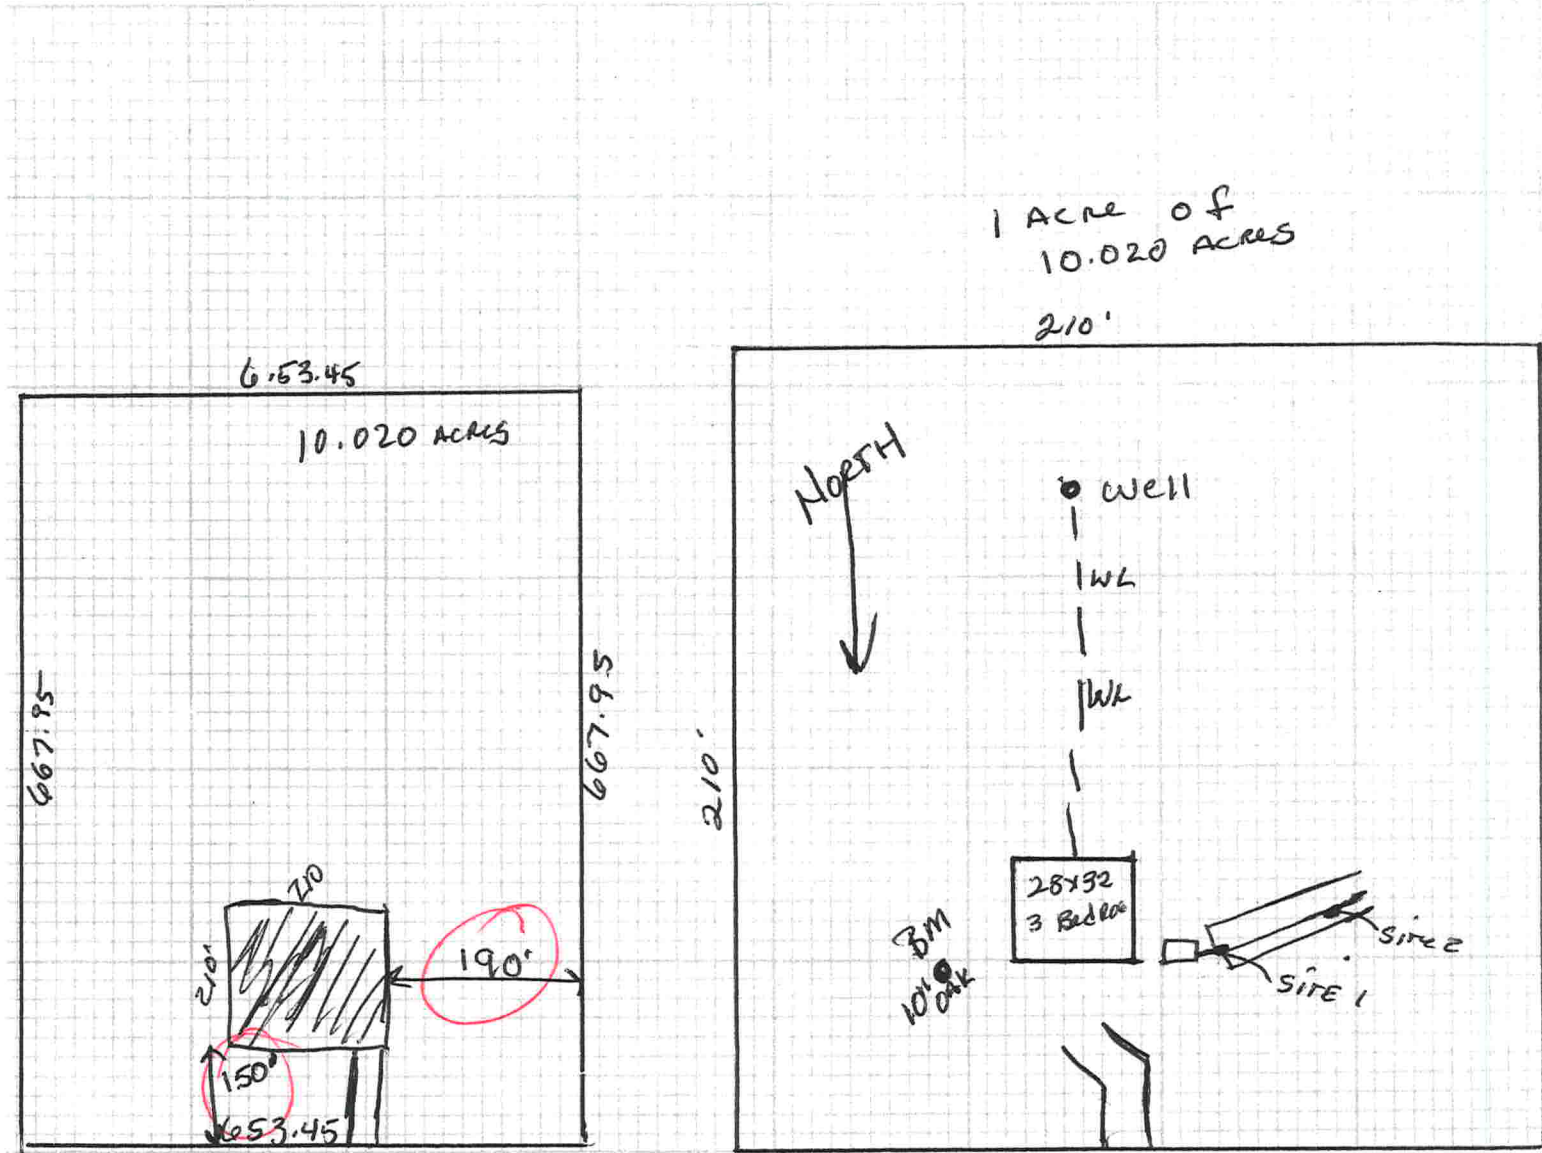 1 Acre of
10.020 Acres
210'
6.53.45
10.020 Acres
NORTH
Well
WL
WL
667.95
667.95
210'
28x32
3 BedRoo
210
210'
190'
BM
10" OAK
Site 2
SitE 1
150'
653.45